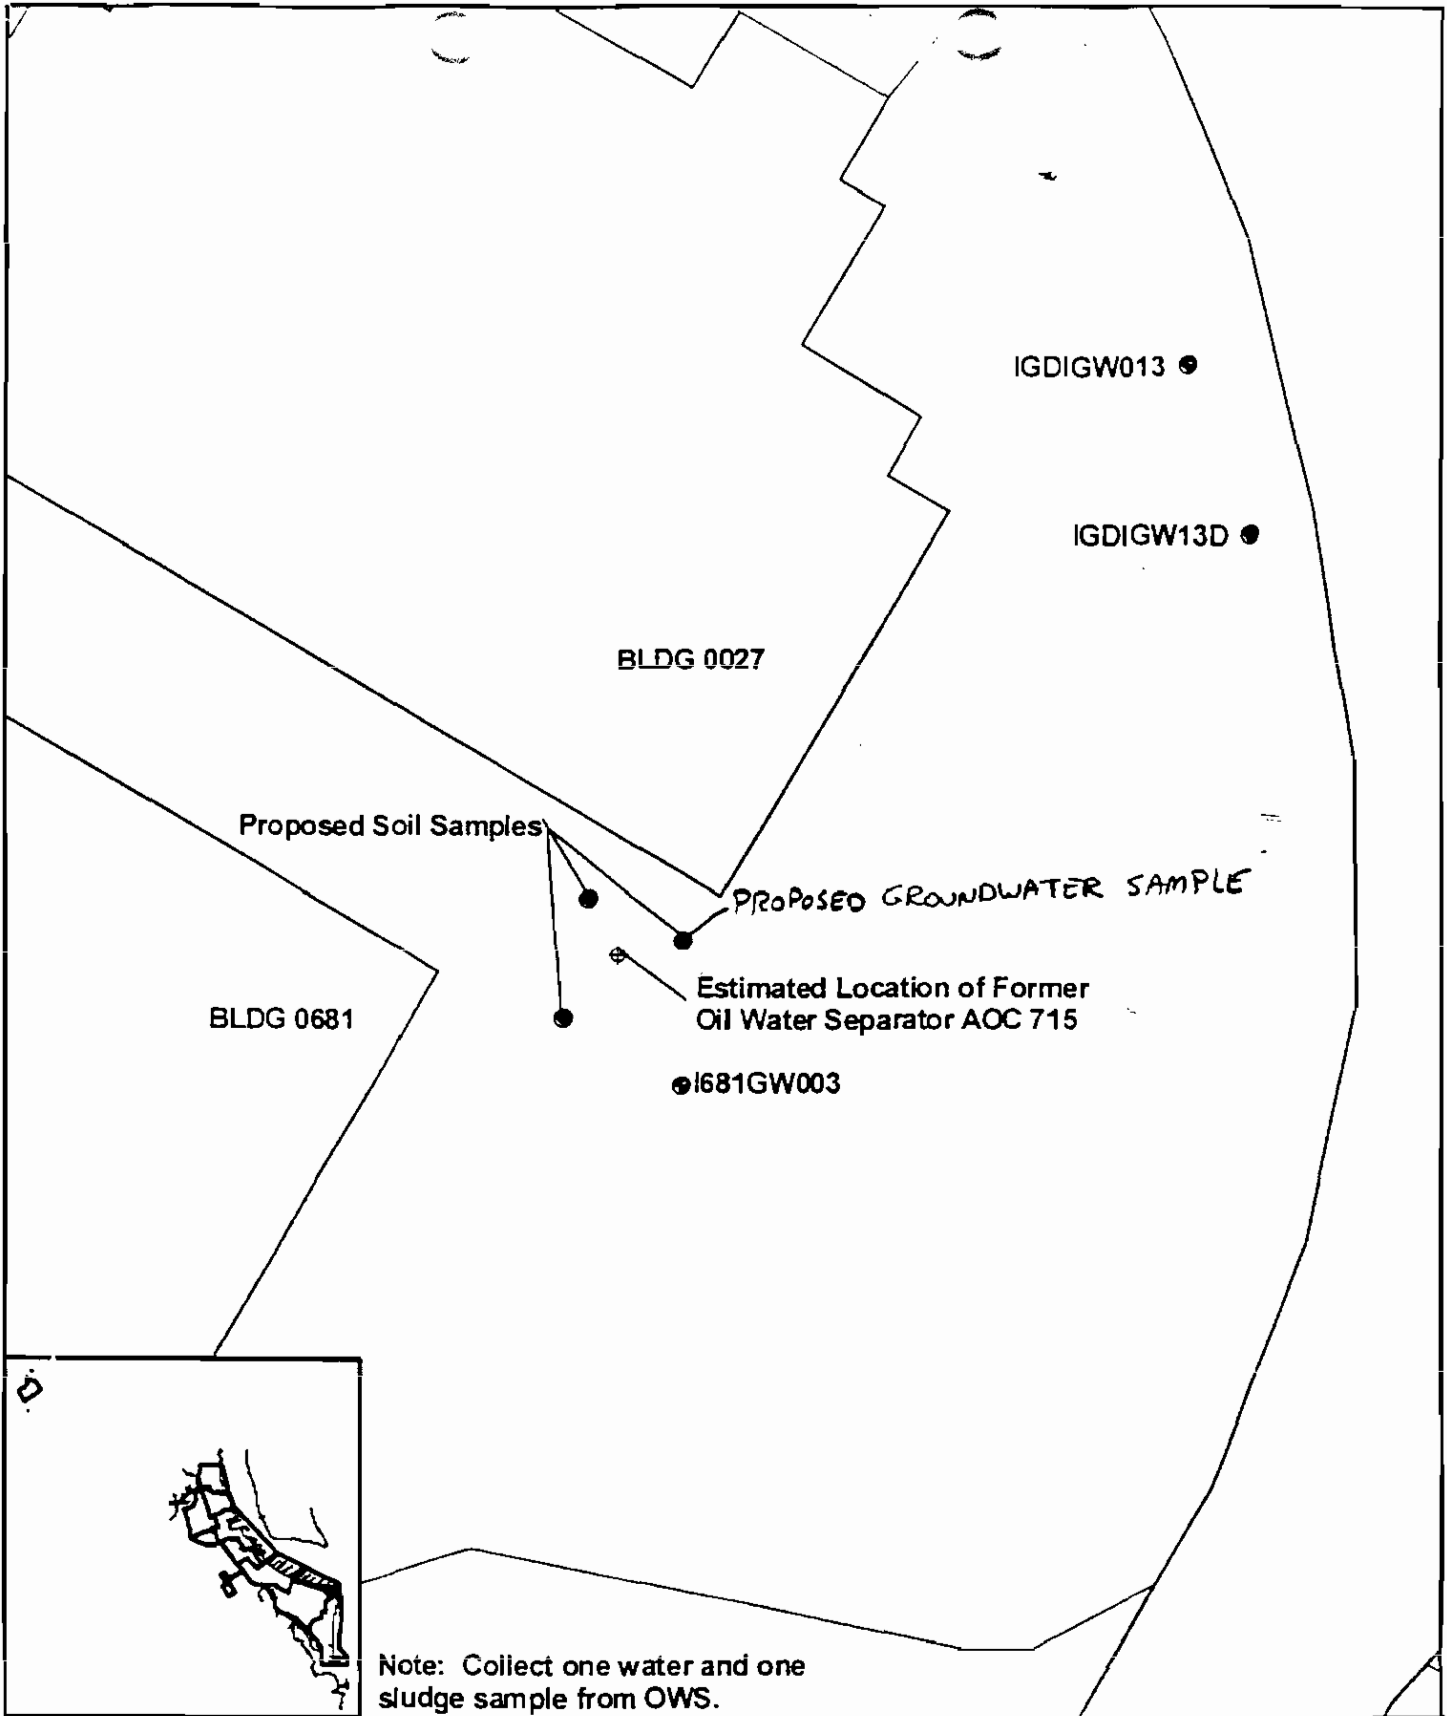 IGDIGW013
IGDIGW13D
BLDG 0027
Proposed Soil Samples
PROPOSED GROUNDWATER SAMPLE
Estimated Location of Former
Oil Water Separator AOC 715
BLDG 0681
I681GW003
Note: Collect one water and one
sludge sample from OWS.